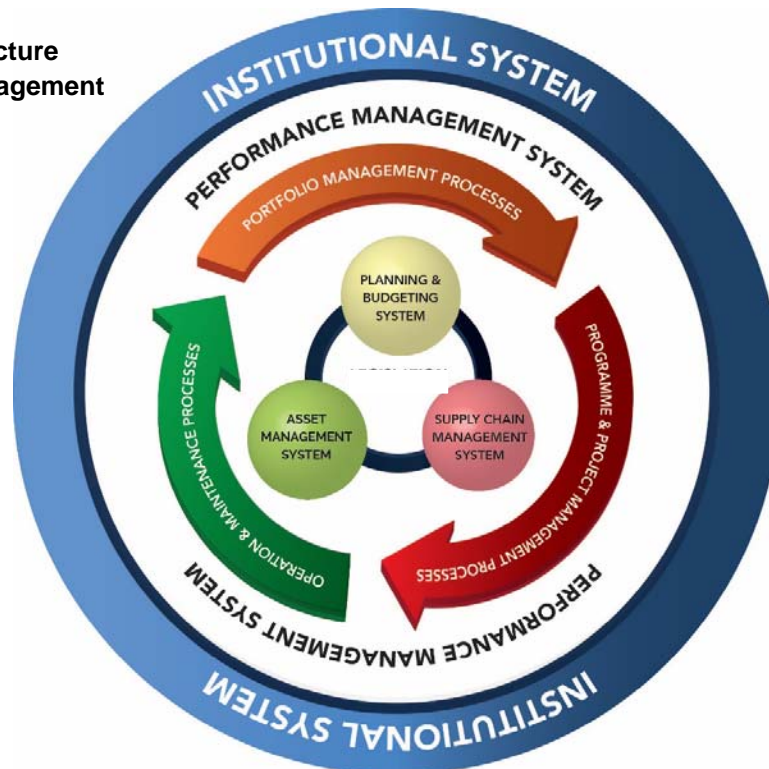 cture
agement
INSTITUTIONAL SYSTEM
PERFORMANCE MANAGEMENT SYSTEM
PORTFOLIO MANAGEMENT PROCESSES
PLANNING &
BUDGETING
SYSTEM
ASSET
MANAGEMENT
SYSTEM
SUPPLY CHAIN
MANAGEMENT
SYSTEM
PROGRAMME & PROJECT MANAGEMENT PROCESSES
OPERATION & MAINTENANCE PROCESSES
PERFORMANCE MANAGEMENT SYSTEM
INSTITUTIONAL SYSTEM